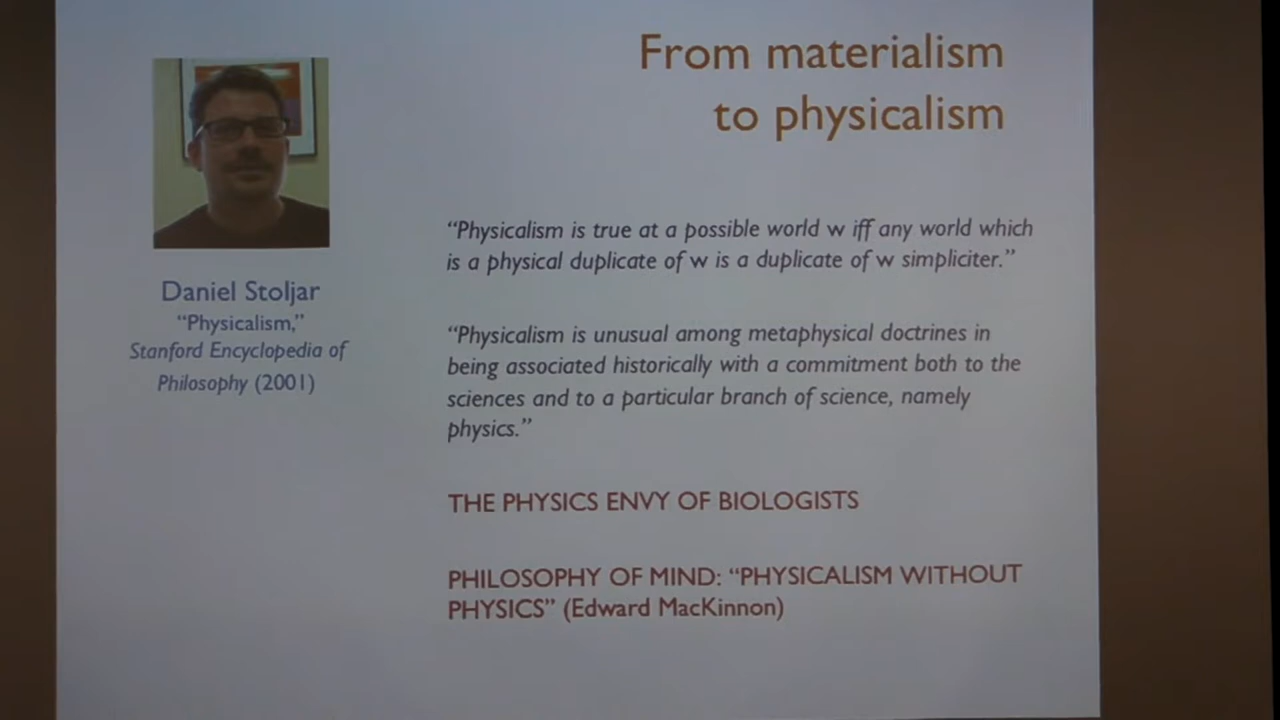 From materialism
to physicalism
Daniel Stoljar
“Physicalism,”
Stanford Encyclopedia of
Philosophy (2001)
“Physicalism is true at a possible world w iff any world which
is a physical duplicate of w is a duplicate of w simpliciter.”
“Physicalism is unusual among metaphysical doctrines in
being associated historically with a commitment both to the
sciences and to a particular branch of science, namely
physics.”
THE PHYSICS ENVY OF BIOLOGISTS
PHILOSOPHY OF MIND: “PHYSICALISM WITHOUT
PHYSICS” (Edward MacKinnon)